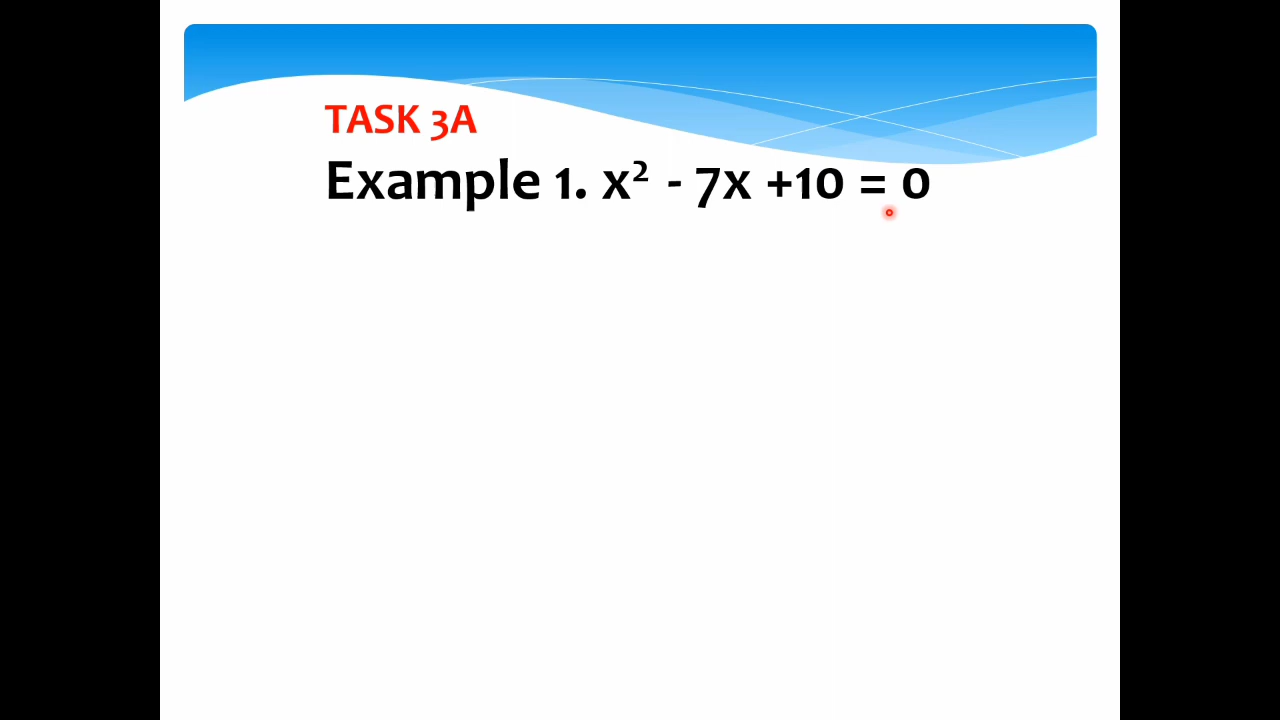 TASK 3A
Example 1. x² - 7x +10 = 0